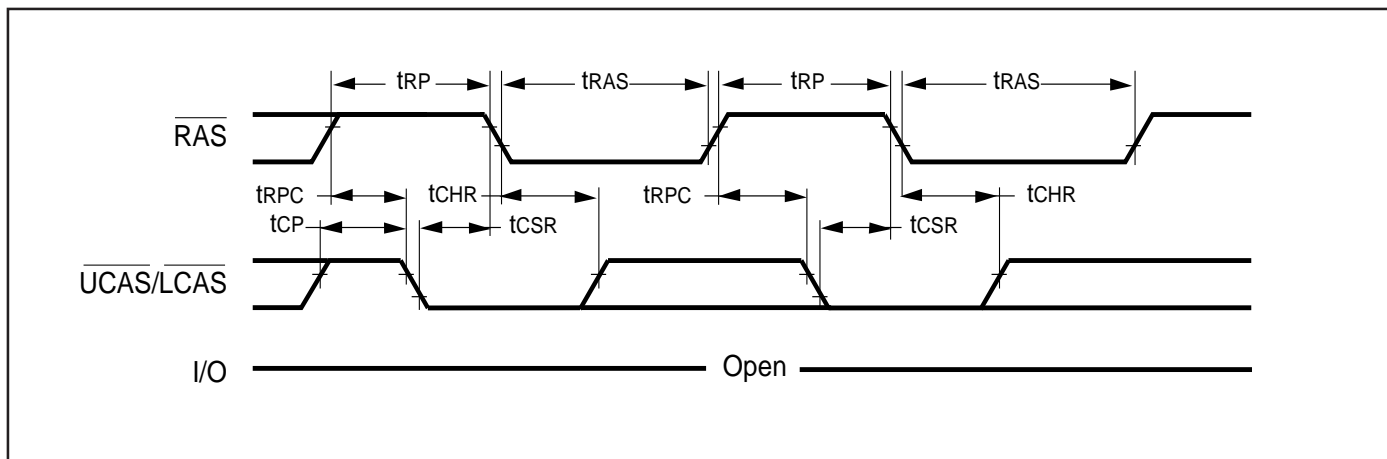 tRP tRAS tRP tRAS
RAS
tRPC tCHR tRPC tCHR
tCP tCSR tCSR
UCAS/LCAS
I/O Open